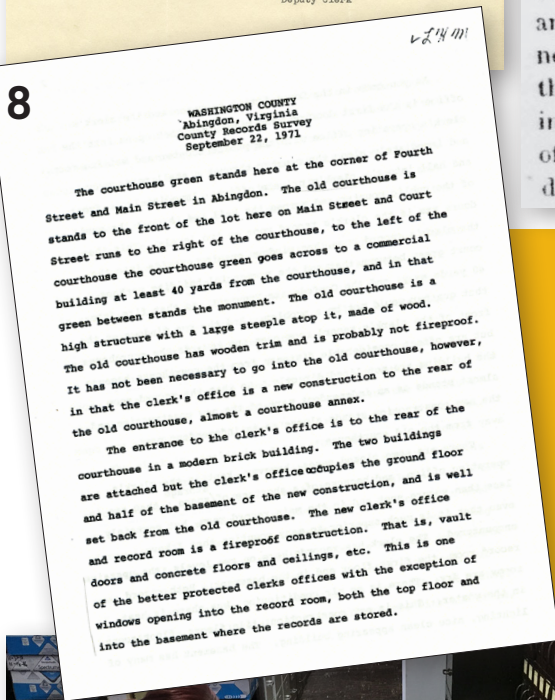 Deputy Clerk
8
WASHINGTON COUNTY
Abingdon, Virginia
County Records Survey
September 22, 1971
The courthouse green stands here at the corner of Fourth
Street and Main Street in Abingdon. The old courthouse is
stands to the front of the lot here on Main Street and Court
Street runs to the right of the courthouse, to the left of the
courthouse the courthouse green goes across to a commercial
building at least 40 yards from the courthouse, and in that
green between stands the monument. The old courthouse is a
high structure with a large steeple atop it, made of wood.
The old courthouse has wooden trim and is probably not fireproof.
It has not been necessary to go into the old courthouse, however,
in that the clerk's office is a new construction to the rear of
the old courthouse, almost a courthouse annex.
The entrance to the clerk's office is to the rear of the
courthouse in a modern brick building. The two buildings
are attached but the clerk's office occupies the ground floor
and half of the basement of the new construction, and is well
set back from the old courthouse. The new clerk's office
and record room is a fireproof construction. That is, vault
doors and concrete floors and ceilings, etc. This is one
of the better protected clerks offices with the exception of
windows opening into the record room, both the top floor and
into the basement where the records are stored.